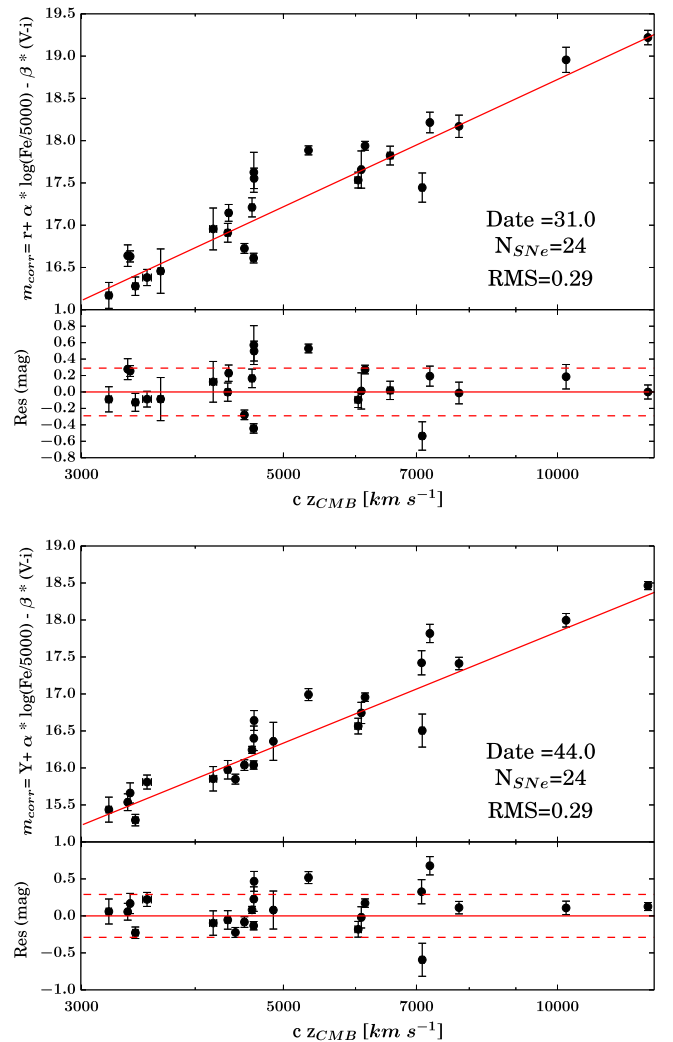 19.5
19.0
18.5
18.0
17.5
17.0
16.5
1.0
m_corr= r+ α * log(Fe/5000) - β * (V-i)
Date =31.0
N_SNe=24
RMS=0.29
0.8
0.6
0.4
0.2
0.0
−0.2
−0.4
−0.6
0.8
Res (mag)
3000 5000 7000 10000
c z_CMB [km s⁻¹]
19.0
18.5
18.0
17.5
17.0
16.5
16.0
15.5
1.0
m_corr= Y+ α * log(Fe/5000) - β * (V-i)
Date =44.0
N_SNe=24
RMS=0.29
0.5
0.0
−0.5
−1.0
Res (mag)
3000 5000 7000 10000
c z_CMB [km s⁻¹]